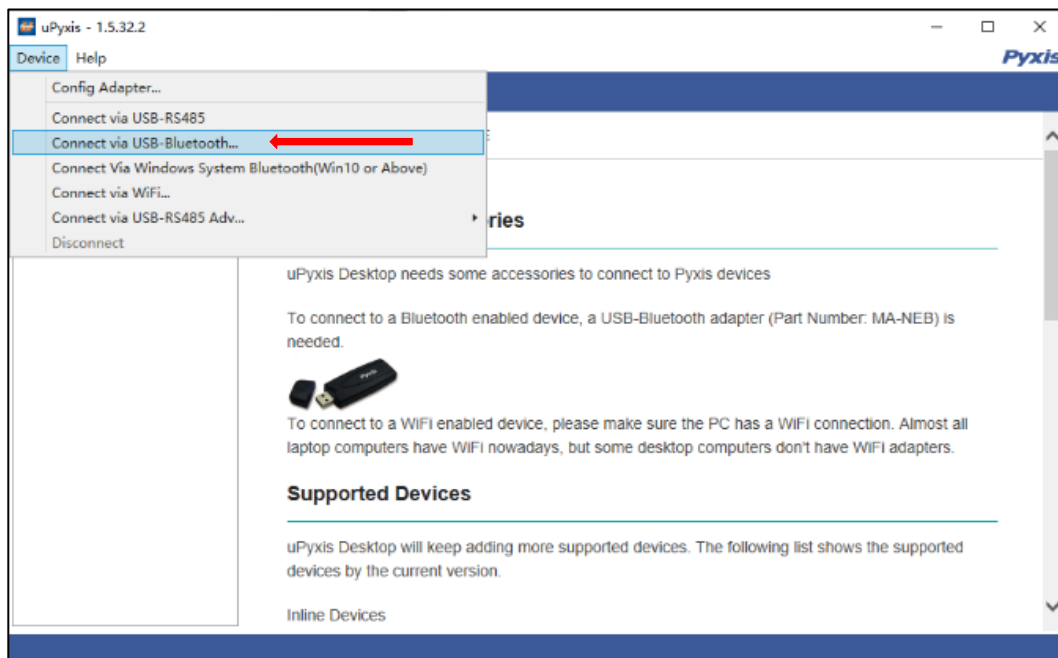 uPyxis - 1.5.32.2
Device Help
Pyxis
Config Adapter...
Connect via USB-RS485
Connect via USB-Bluetooth...
Connect Via Windows System Bluetooth(Win10 or Above)
Connect via WiFi...
Connect via USB-RS485 Adv...
ries
Disconnect
uPyxis Desktop needs some accessories to connect to Pyxis devices
To connect to a Bluetooth enabled device, a USB-Bluetooth adapter (Part Number: MA-NEB) is
needed.
Pyxis
To connect to a WiFi enabled device, please make sure the PC has a WiFi connection. Almost all
laptop computers have WiFi nowadays, but some desktop computers don't have WiFi adapters.
Supported Devices
uPyxis Desktop will keep adding more supported devices. The following list shows the supported
devices by the current version.
Inline Devices